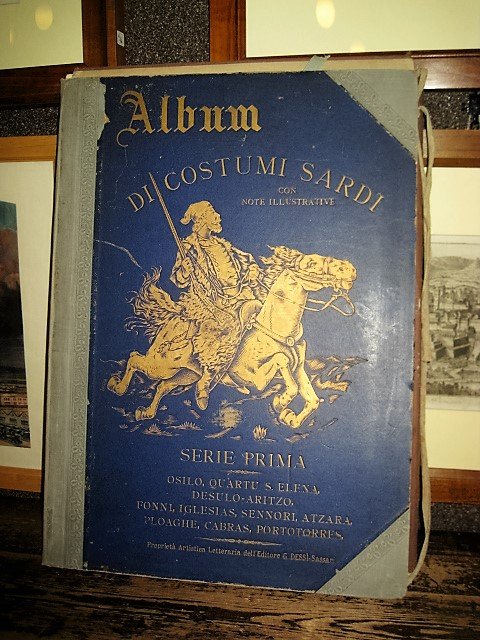 Album
DI COSTUMI SARDI
CON
NOTE ILLUSTRATIVE
SERIE PRIMA
OSILO, QUARTU S. ELENA,
DESULO-ARITZO,
FONNI, IGLESIAS, SENNORI, ATZARA,
PLOAGHE, CABRAS, PORTOTORRES,
Proprietà Artistica Letteraria dell'Editore G. DESSÌ-Sassari